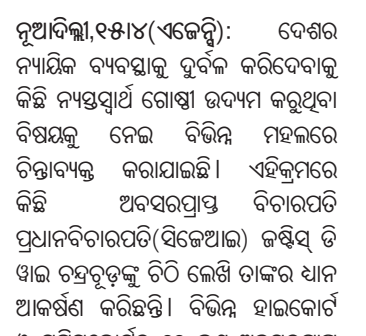 ନୂଆଦିଲ୍ଲୀ,୧୫ା୪(ଏଜେନ୍ସି): ଦେଶର
ନ୍ୟାୟିକ ବ୍ୟବସ୍ଥାକୁ ଦୁର୍ବଳ କରିଦେବାକୁ
କିଛି ନ୍ୟସ୍ତସ୍ୱାର୍ଥ ଗୋଷ୍ଠୀ ଉଦ୍ୟମ କରୁଥିବା
ବିଷୟକୁ ନେଇ ବିଭିନ୍ନ ମହଲରେ
ଚିନ୍ତାବ୍ୟକ୍ତ କରାଯାଇଛି। ଏହିକ୍ରମରେ
କିଛି ଅବସରପ୍ରାପ୍ତ ବିଚାରପତି
ପ୍ରଧାନବିଚାରପତି(ସିଜେଆଇ) ଜଷ୍ଟିସ୍ ଡି
ୱାଇ ଚନ୍ଦ୍ରଚୂଡ଼ଙ୍କୁ ଚିଠି ଲେଖି ତାଙ୍କର ଧ୍ୟାନ
ଆକର୍ଷଣ କରିଛନ୍ତି। ବିଭିନ୍ନ ହାଇକୋର୍ଟ